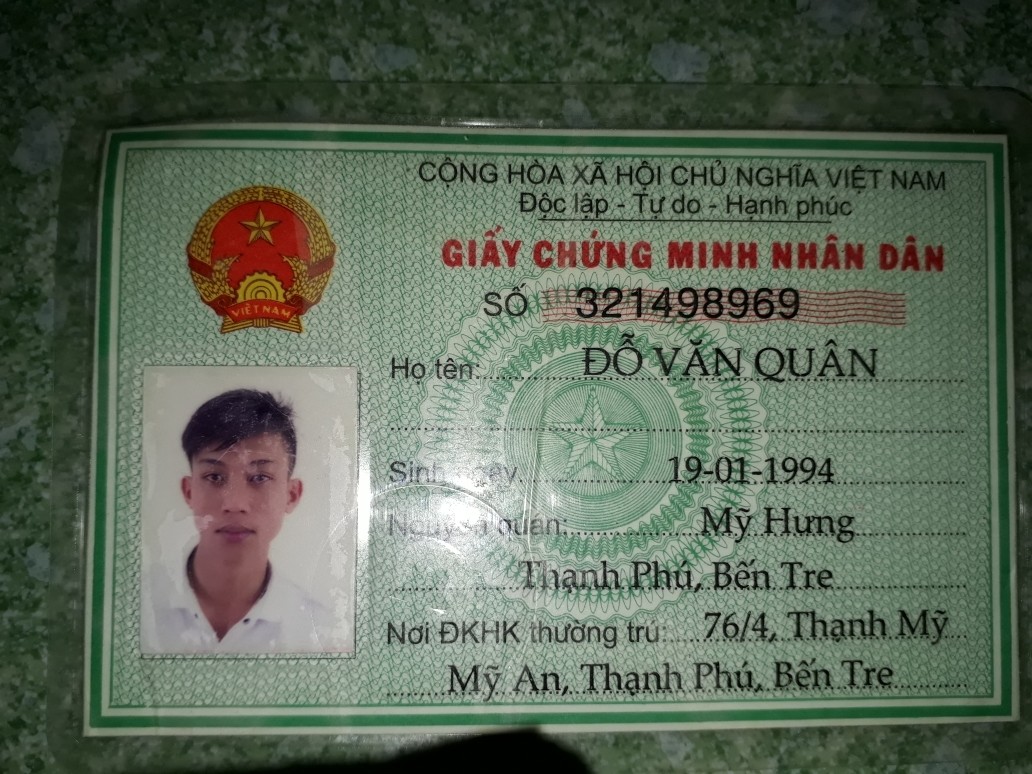 CỘNG HÒA XÃ HỘI CHỦ NGHĨA VIỆT NAM
Độc lập - Tự do - Hạnh phúc
GIẤY CHỨNG MINH NHÂN DÂN
SỐ 321498969
VIỆT NAM
Họ tên: ĐỖ VĂN QUÂN
19-01-1994
quán: Mỹ Hưng
Thạnh Phú, Bến Tre
Nơi ĐKHK thường trú: 76/4, Thạnh Mỹ
Mỹ An, Thạnh Phú, Bến Tre